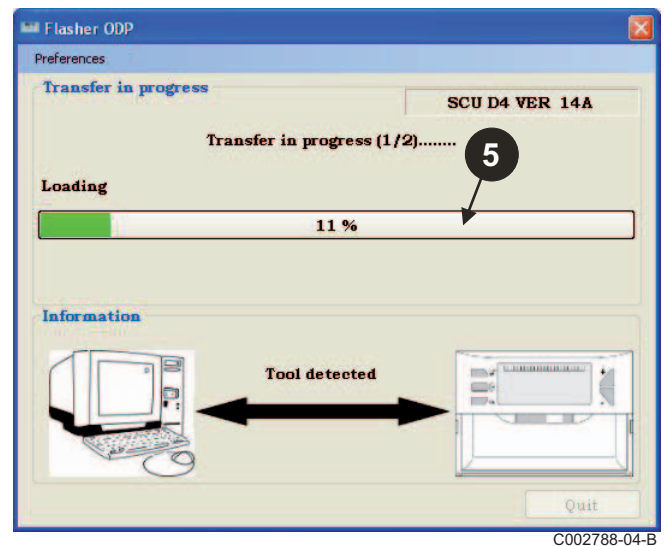 Flasher ODP
Preferences
Transfer in progress
SCU D4 VER 14A
Transfer in progress (1/2)........
5
Loading
11 %
Information
Tool detected
Quit
C002788-04-B